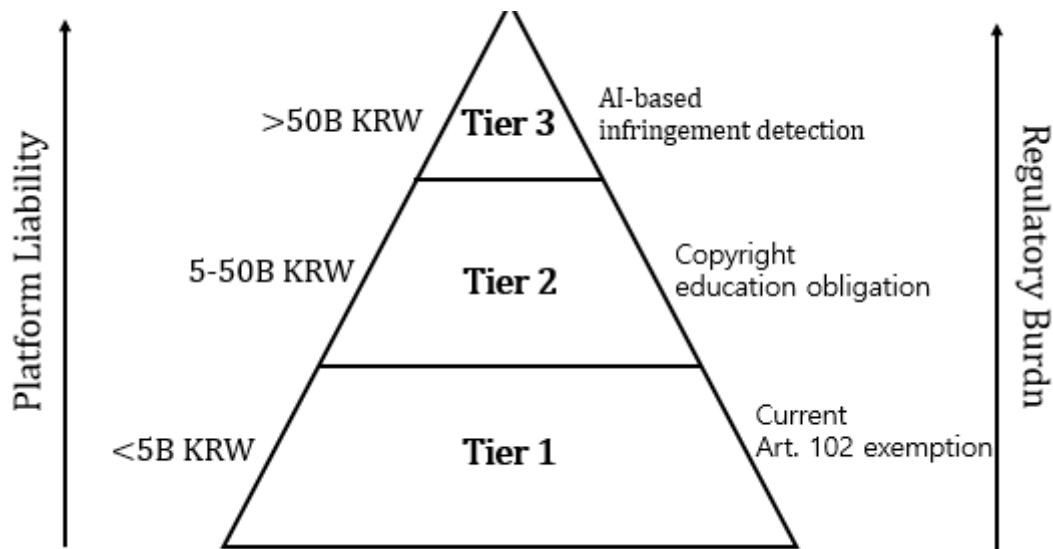 Platform Liability
>50B KRW
Tier 3
AI-based
infringement detection
5-50B KRW
Tier 2
Copyright
education obligation
<5B KRW
Tier 1
Current
Art. 102 exemption
Regulatory Burdn